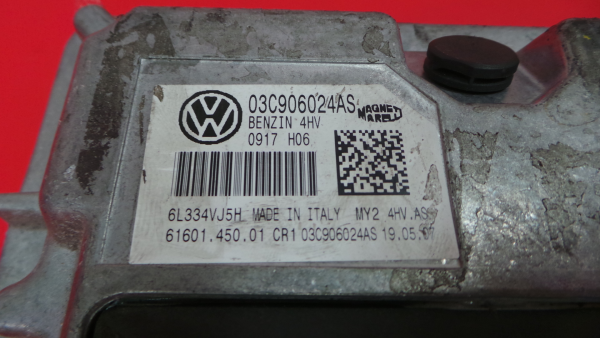 03C906024AS
MAGNETI MARELLI
BENZIN 4HV
0917 H06
6L334VJ5H MADE IN ITALY MY2 4HV.AS
61601.450.01 CR1 03C906024AS 19.05.